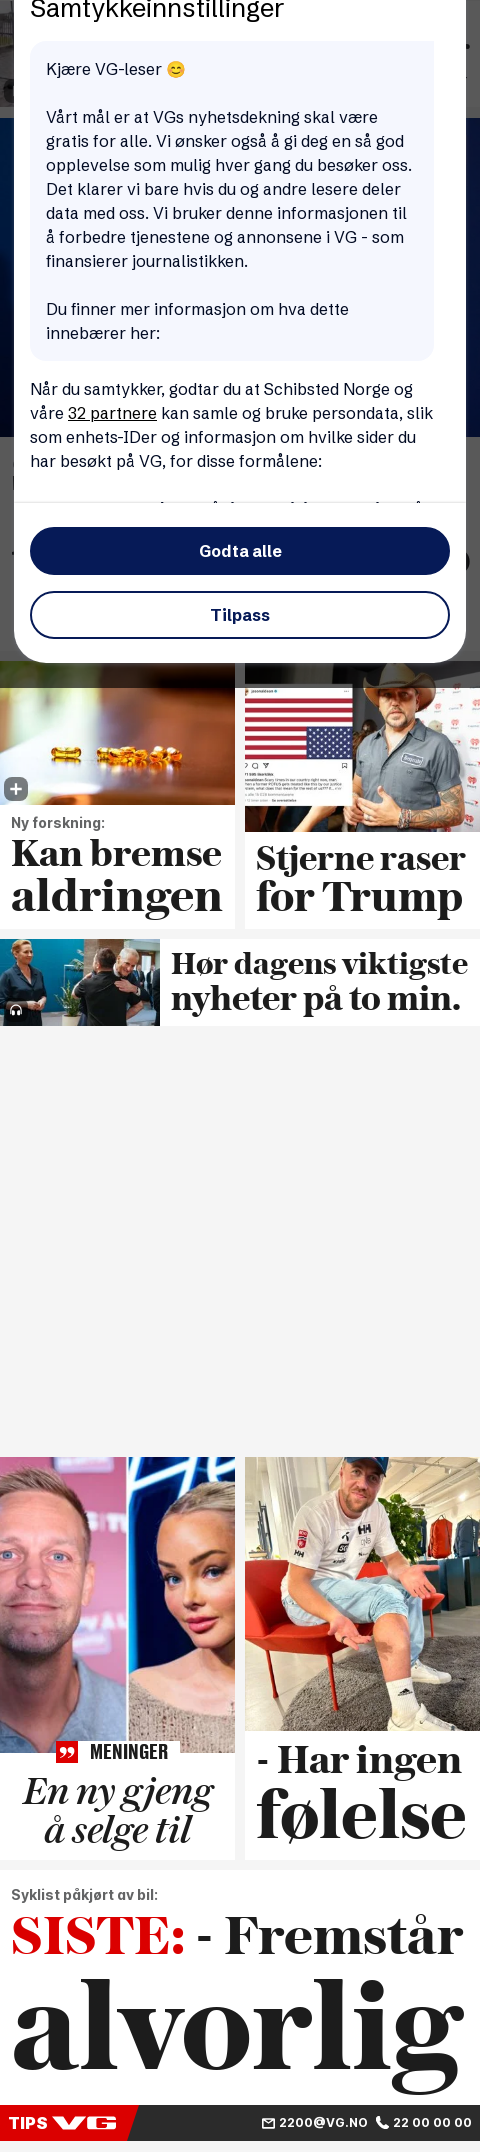 Samtykkeinnstillinger
Kjære VG-leser 😊
Vårt mål er at VGs nyhetsdekning skal være
gratis for alle. Vi ønsker også å gi deg en så god
opplevelse som mulig hver gang du besøker oss.
Det klarer vi bare hvis du og andre lesere deler
data med oss. Vi bruker denne informasjonen til
å forbedre tjenestene og annonsene i VG - som
finansierer journalistikken.
Du finner mer informasjon om hva dette
innebærer her:
Når du samtykker, godtar du at Schibsted Norge og
våre 32 partnere kan samle og bruke persondata, slik
som enhets-IDer og informasjon om hvilke sider du
har besøkt på VG, for disse formålene:
Godta alle
Tilpass
Ny forskning:
Kan bremse
aldringen
Stjerne raser
for Trump
Hør dagens viktigste
nyheter på to min.
MENINGER
En ny gjeng
å selge til
- Har ingen
følelse
Syklist påkjørt av bil:
SISTE: - Fremstår
alvorlig
TIPS VG 2200@VG.NO 22 00 00 00